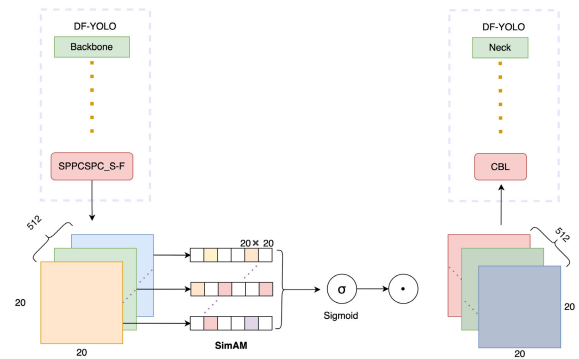 DF-YOLO
Backbone
SPPCSPC_S-F
512
20
20
20 × 20
SimAM
σ
Sigmoid
DF-YOLO
Neck
CBL
512
20
20